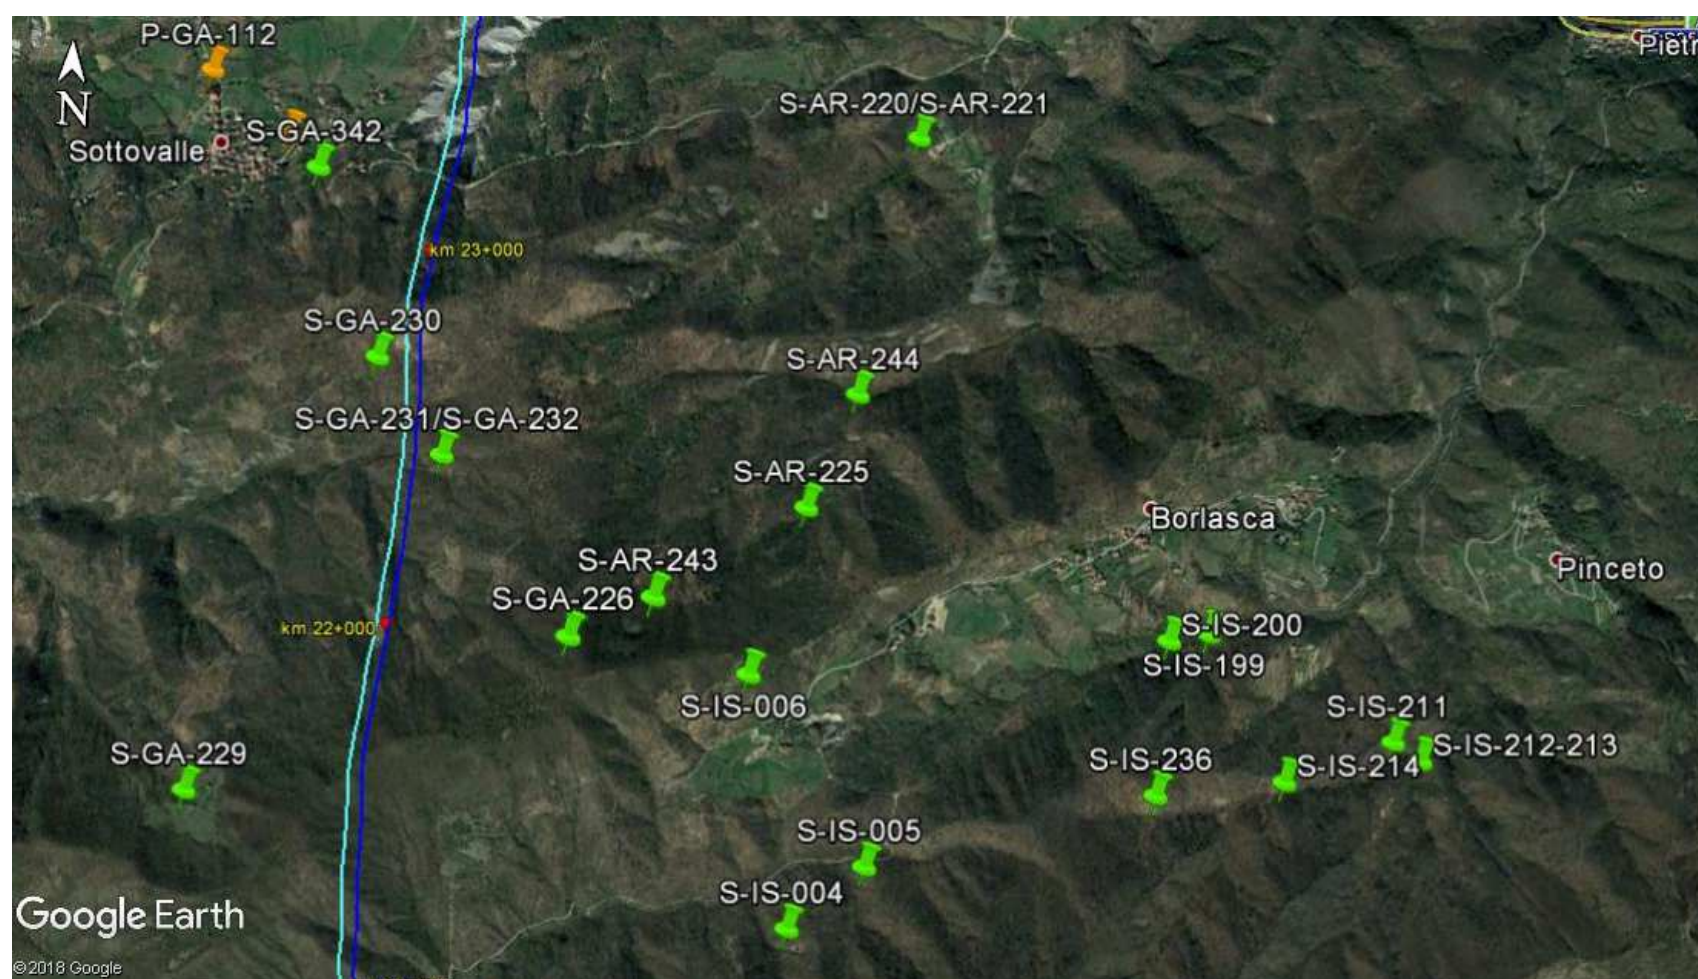 P-GA-112
N
Pietr
S-AR-220/S-AR-221
S-GA-342
Sottovalle
km 23+000
S-GA-230
S-AR-244
S-GA-231/S-GA-232
S-AR-225
Borlasca
S-AR-243
Pinceto
S-GA-226
km 22+000
S-IS-200
S-IS-199
S-IS-006
S-IS-211
S-IS-212-213
S-GA-229
S-IS-236
S-IS-214
S-IS-005
S-IS-004
Google Earth
©2018 Google